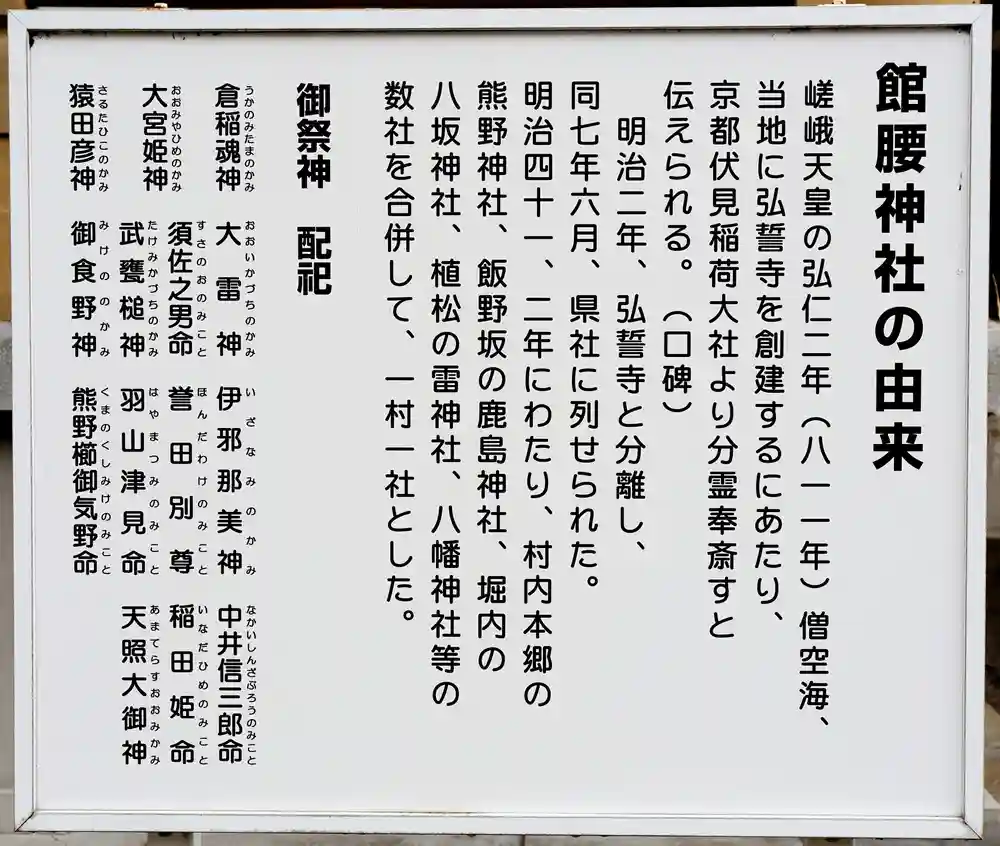 館腰神社の由来
嵯峨天皇の弘仁二年（八一一年）僧空海、
当地に弘誓寺を創建するにあたり、
京都伏見稲荷大社より分霊奉斎すと
伝えられる。（口碑）
明治二年、弘誓寺と分離し、
同七年六月、県社に列せられた。
明治四十一、二年にわたり、村内本郷の
熊野神社、飯野坂の鹿島神社、堀内の
八坂神社、植松の雷神社、八幡神社等の
数社を合併して、一村一社とした。
御祭神 配祀
うかのみたまのかみ
倉稲魂神
おおみやひめのかみ
大宮姫神
さるたひこのかみ
猿田彦神
おおいかづちのかみ
大雷神
すさのおのみこと
須佐之男命
たけみかづちのかみ
武甕槌神
みけののかみ
御食野神
いざなみのかみ
伊邪那美神
ほんだわけのみこと
誉田別尊
はやまつみのみこと
羽山津見命
くまのくしみけのみこと
熊野櫛御気野命
なかいしんざぶろうのみこと
中井信三郎命
いなだひめのみこと
稲田姫命
あまてらすおおみかみ
天照大御神